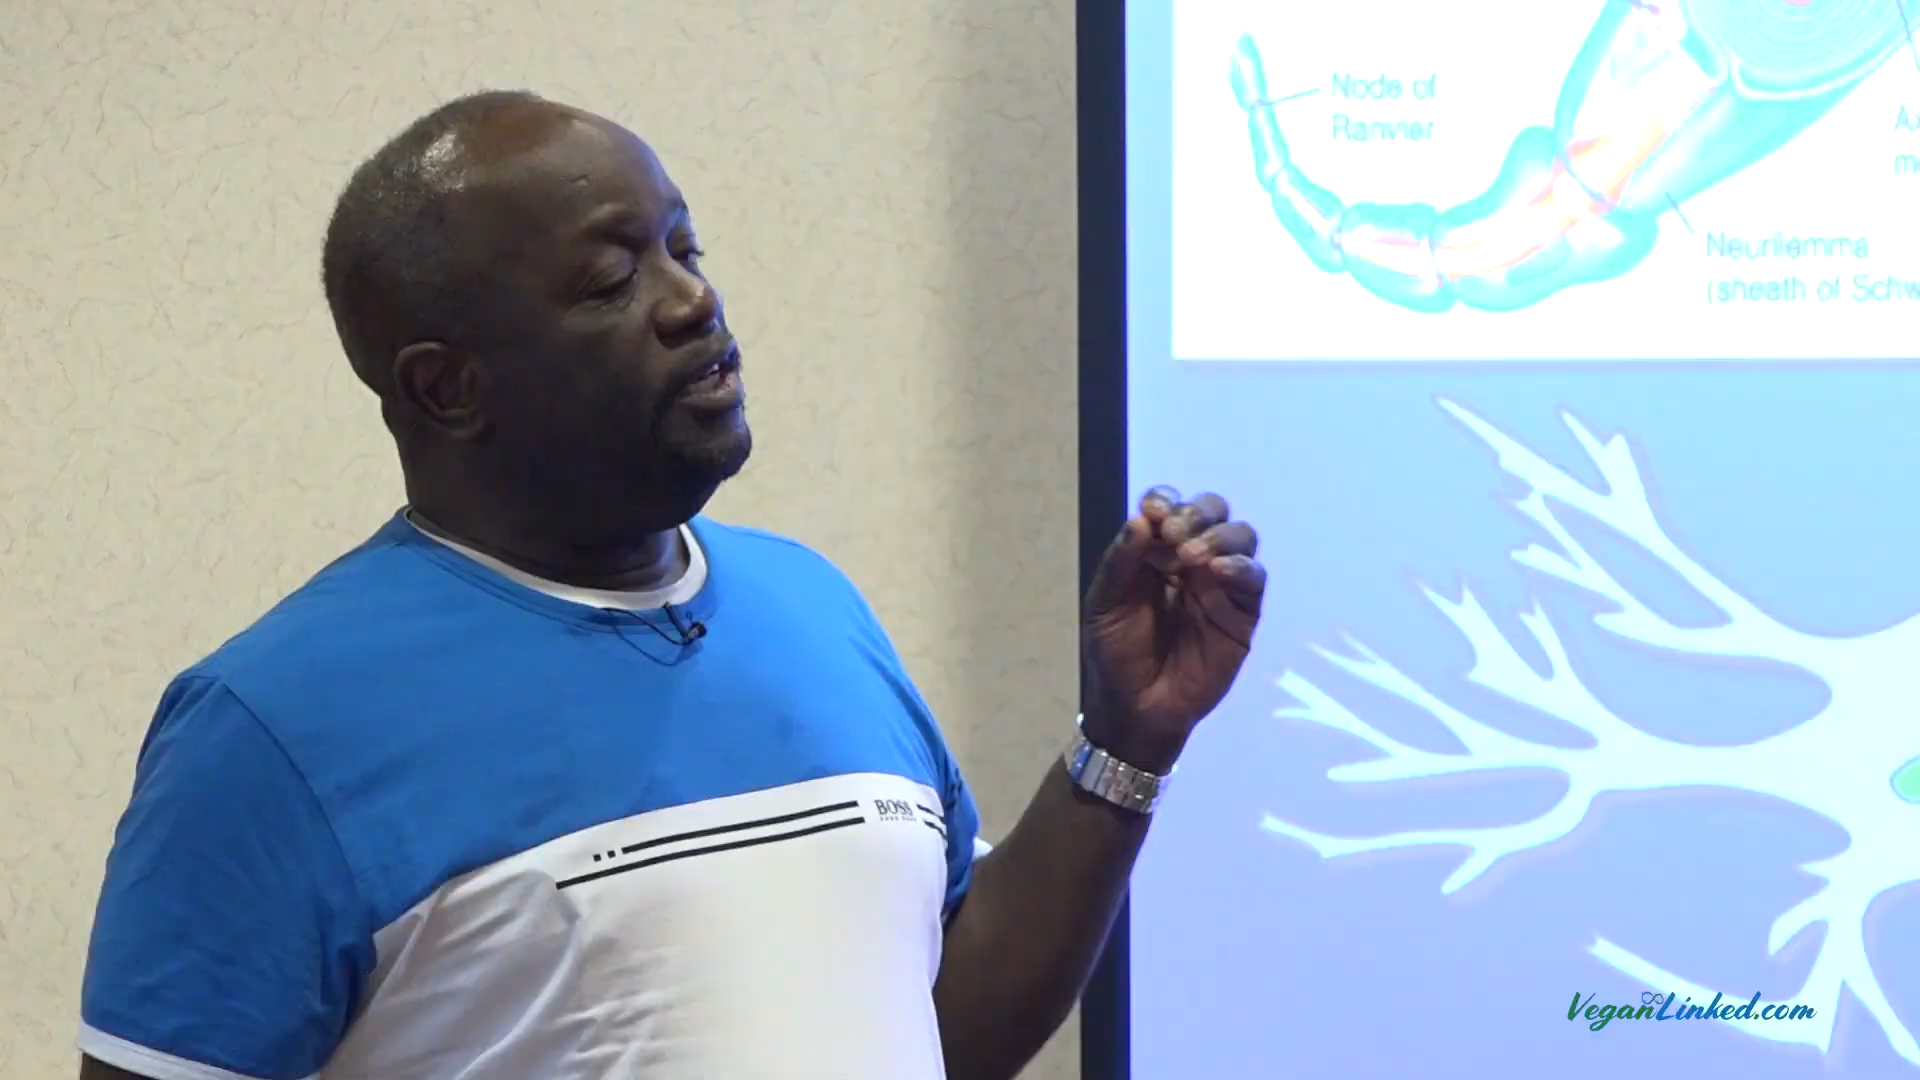 Node of
Ranvier
Neurilemma
(sheath of Schw
BOSS
VeganLinked.com